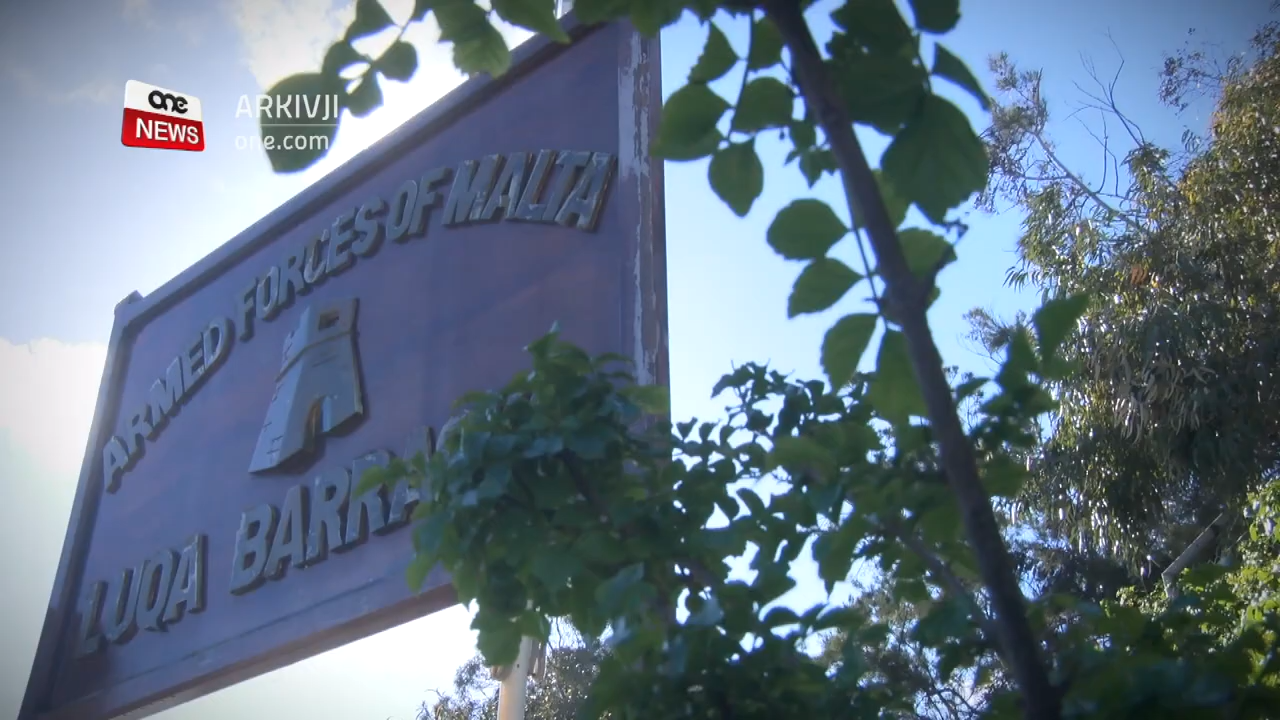 one
NEWS
ARKIVJI
one.com
ARMED FORCES OF MALTA
LUQA